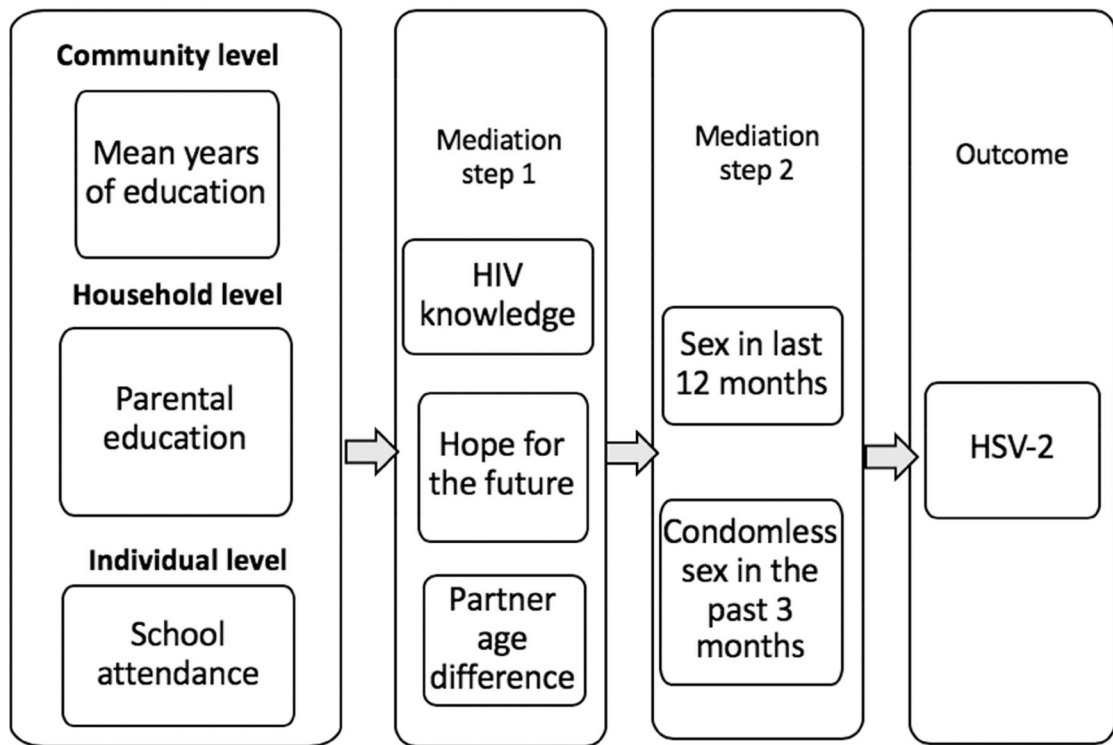 Community level
Mean years
of education
Household level
Parental
education
Individual level
School
attendance
Mediation
step 1
HIV
knowledge
Hope for
the future
Partner
age
difference
Mediation
step 2
Sex in last
12 months
Condomless
sex in the
past 3
months
Outcome
HSV-2